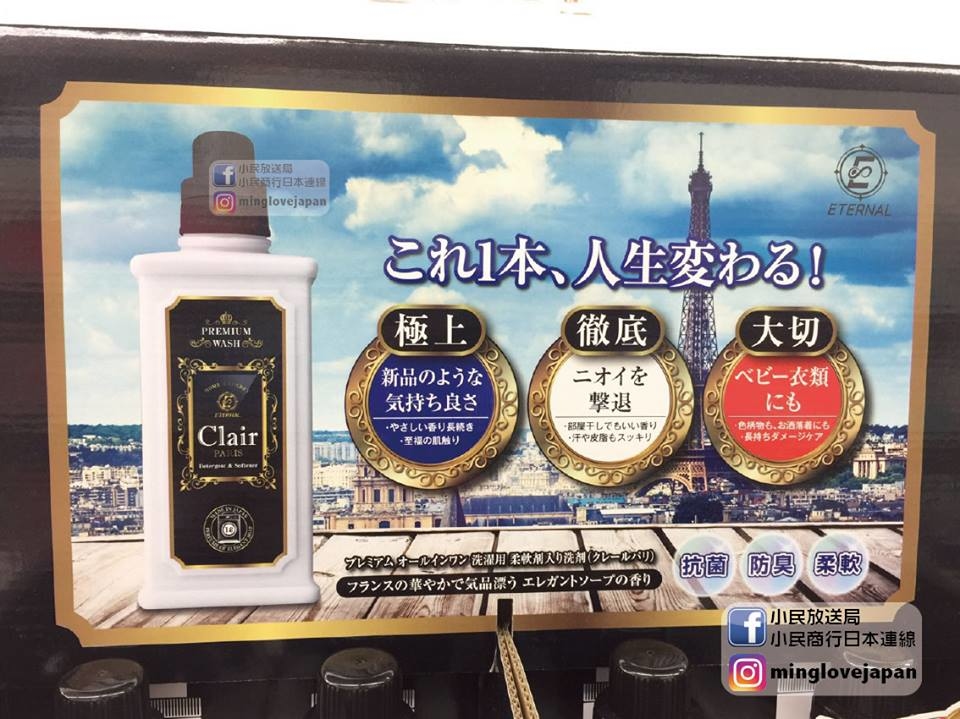 小民放送局
小民商行日本連線
minglovejapan
ETERNAL
これ1本、人生変わる!
極上
新品のような
気持ち良さ
・やさしい香り長続き
・至福の肌触り
徹底
ニオイを
撃退
・部屋干しでもいい香り
・汗や皮脂もスッキリ
大切
ベビー衣類
にも
・色柄物も、お洒落着にも
・長持ちダメージケア
PREMIUM
WASH
ETERNAL
Clair
PARIS
Detergent & Softener
MADE IN JAPAN
プレミアム オールインワン 洗濯用 柔軟剤入り洗剤(クレールパリ)
フランスの華やかで気品漂う エレガントソープの香り
抗菌
防臭
柔軟
小民放送局
小民商行日本連線
minglovejapan